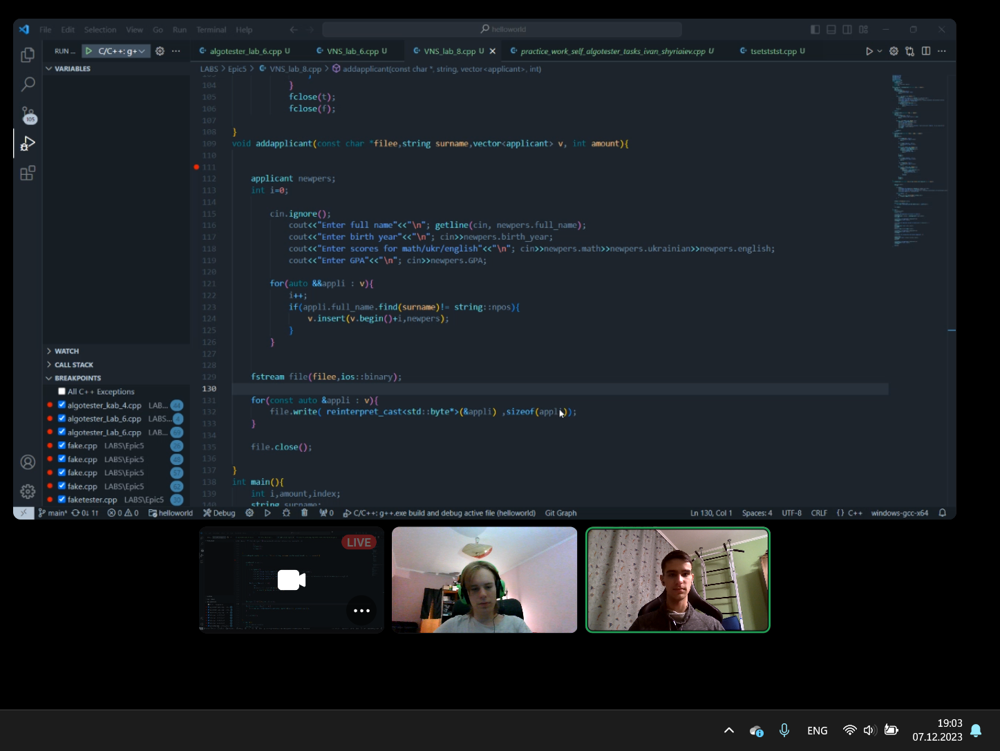 File Edit Selection View Go Run Terminal Help helloworld
RUN ... C/C++: g+ algotester_lab_6.cpp U VNS_lab_6.cpp U VNS_lab_8.cpp U practice_work_self_algotester_tasks_ivan_shyriaiev.cpp U tsetststst.cpp U
VARIABLES
LABS > Epic5 > VNS_lab_8.cpp > addapplicant(const char *, string, vector<applicant>, int)
104 }
105 fclose(t);
106 fclose(f);
107
108 }
109 void addapplicant(const char *filee,string surname,vector<applicant> v, int amount){
110
111
112 applicant newpers;
113 int i=0;
114
115 cin.ignore();
116 cout<<"Enter full name"<<"\n"; getline(cin, newpers.full_name);
117 cout<<"Enter birth year"<<"\n"; cin>>newpers.birth_year;
118 cout<<"Enter scores for math/ukr/english"<<"\n"; cin>>newpers.math>>newpers.ukrainian>>newpers.english;
119 cout<<"Enter GPA"<<"\n"; cin>>newpers.GPA;
120
121 for(auto &&appli : v){
122 i++;
123 if(appli.full_name.find(surname)!= string::npos){
124 v.insert(v.begin()+i,newpers);
125 }
126 }
127
128
129 fstream file(filee,ios::binary);
130
131 for(const auto &appli : v){
132 file.write( reinterpret_cast<std::byte*>(&appli) ,sizeof(appli));
133 }
134
135 file.close();
136
137 }
138 int main(){
139 int i,amount,index;
140 string surname;
105
WATCH
CALL STACK
BREAKPOINTS
All C++ Exceptions
algotester_kab_4.cpp LAB... 44
algotester_Lab_6.cpp LABS... 4
algotester_Lab_6.cpp LAB... 69
fake.cpp LABS\Epic5 26
fake.cpp LABS\Epic5 48
fake.cpp LABS\Epic5 57
fake.cpp LABS\Epic5 62
faketester.cpp LABS\Epic5 30
main* 0↓ 1↑ 0 0 helloworld Debug 0 C/C++: g++.exe build and debug active file (helloworld) Git Graph Ln 130, Col 1 Spaces: 4 UTF-8 CRLF {} C++ windows-gcc-x64
LIVE
ENG
19:03
07.12.2023